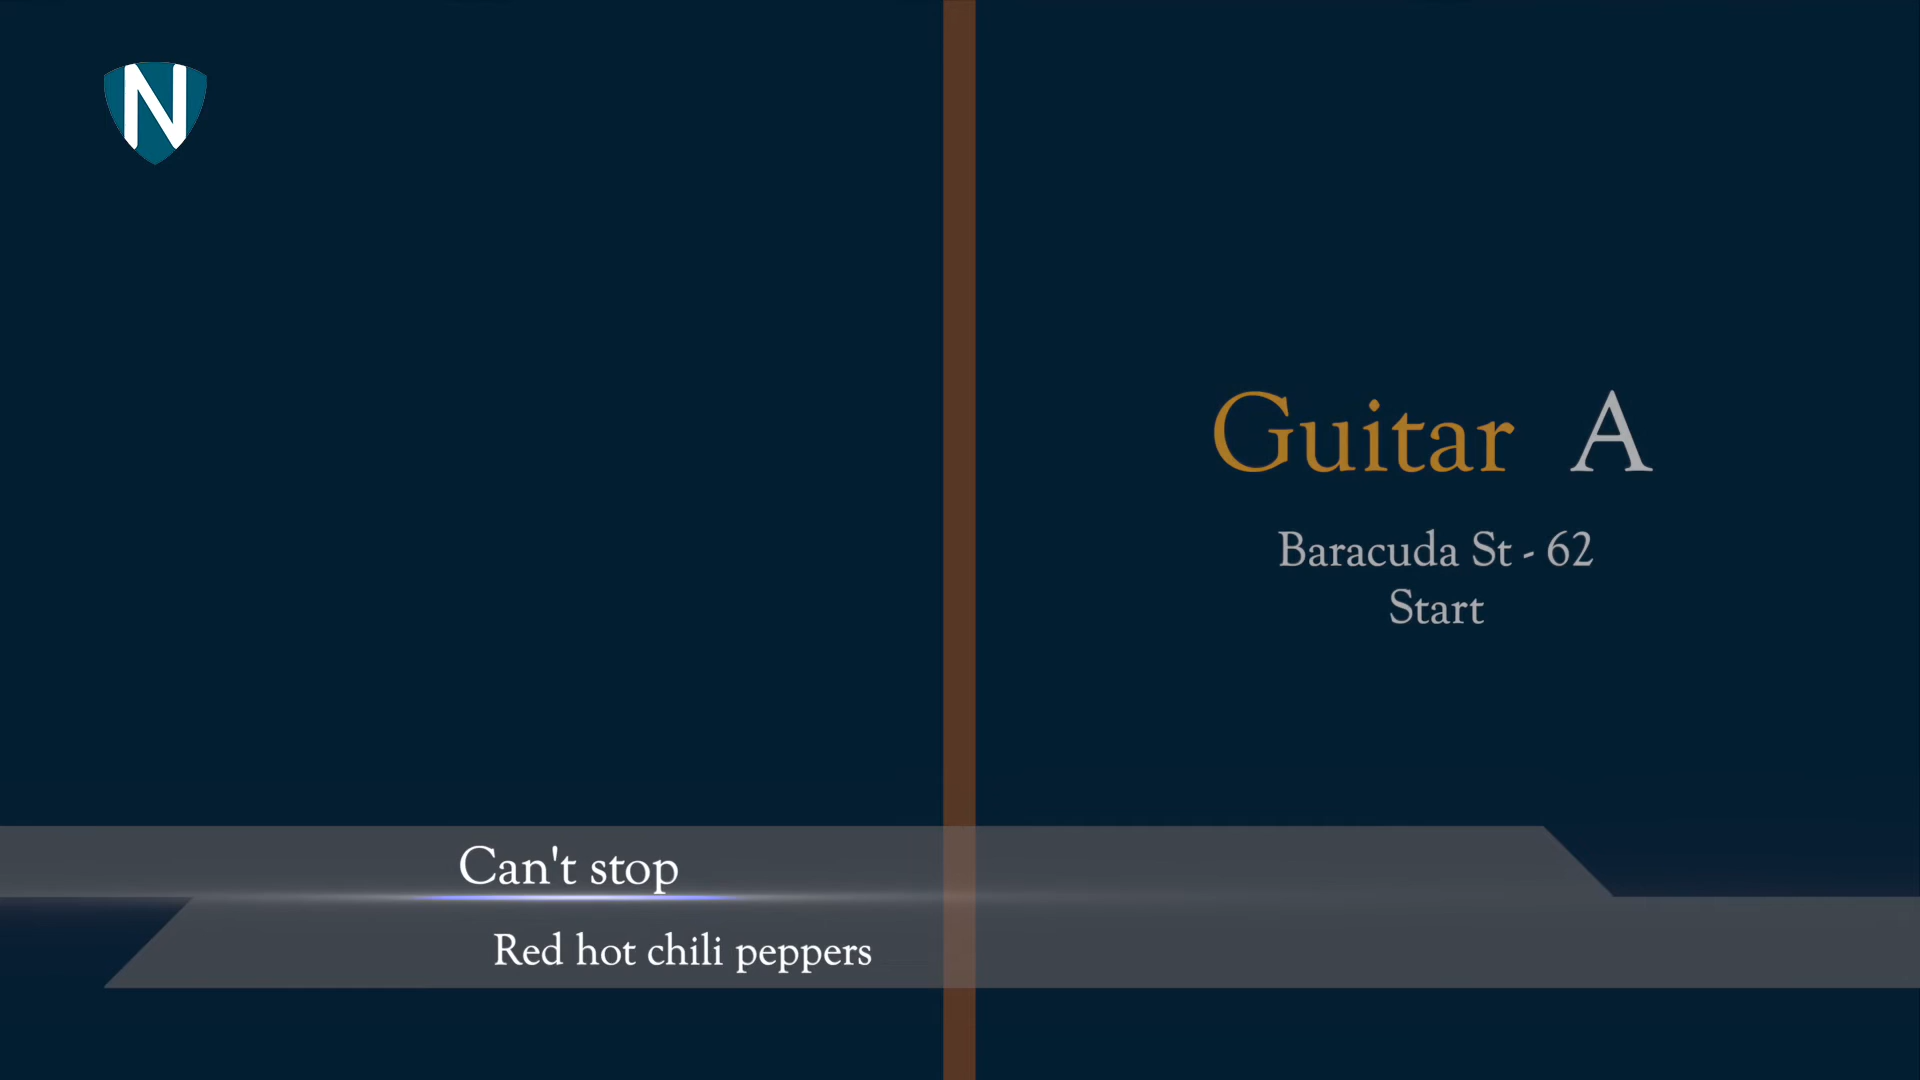 N
Guitar A
Baracuda St - 62
Start
Can't stop
Red hot chili peppers